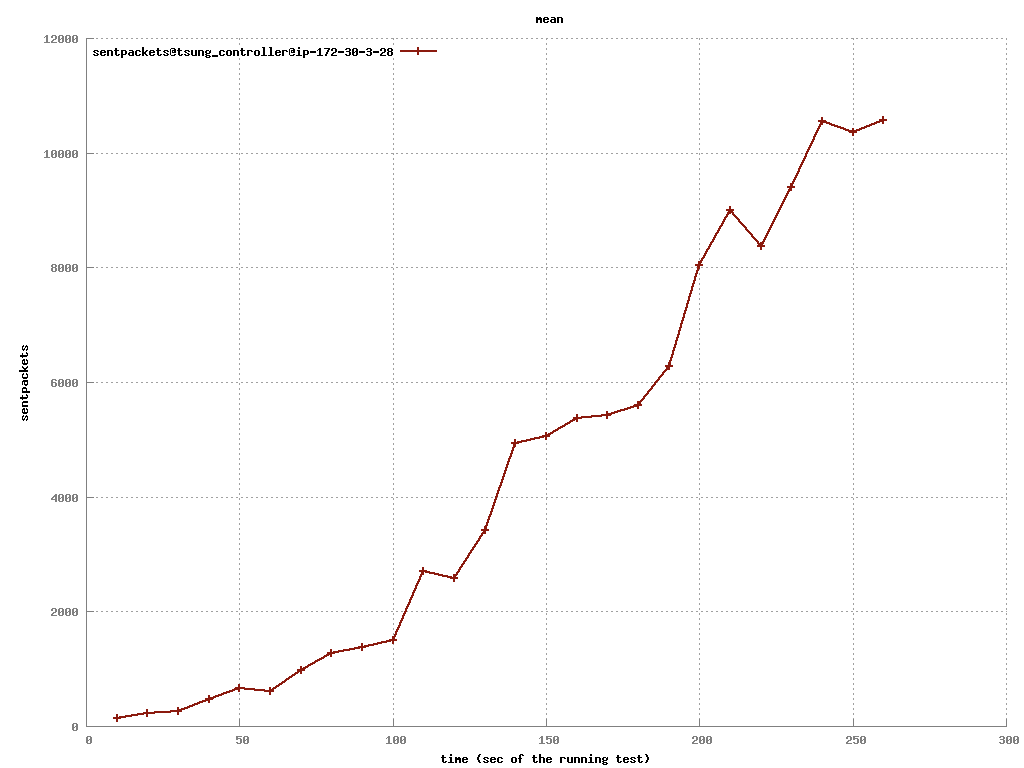 mean
12000
sentpackets@tsung_controller@ip-172-30-3-28
10000
8000
6000
sentpackets
4000
2000
0
0 50 100 150 200 250 300
time (sec of the running test)